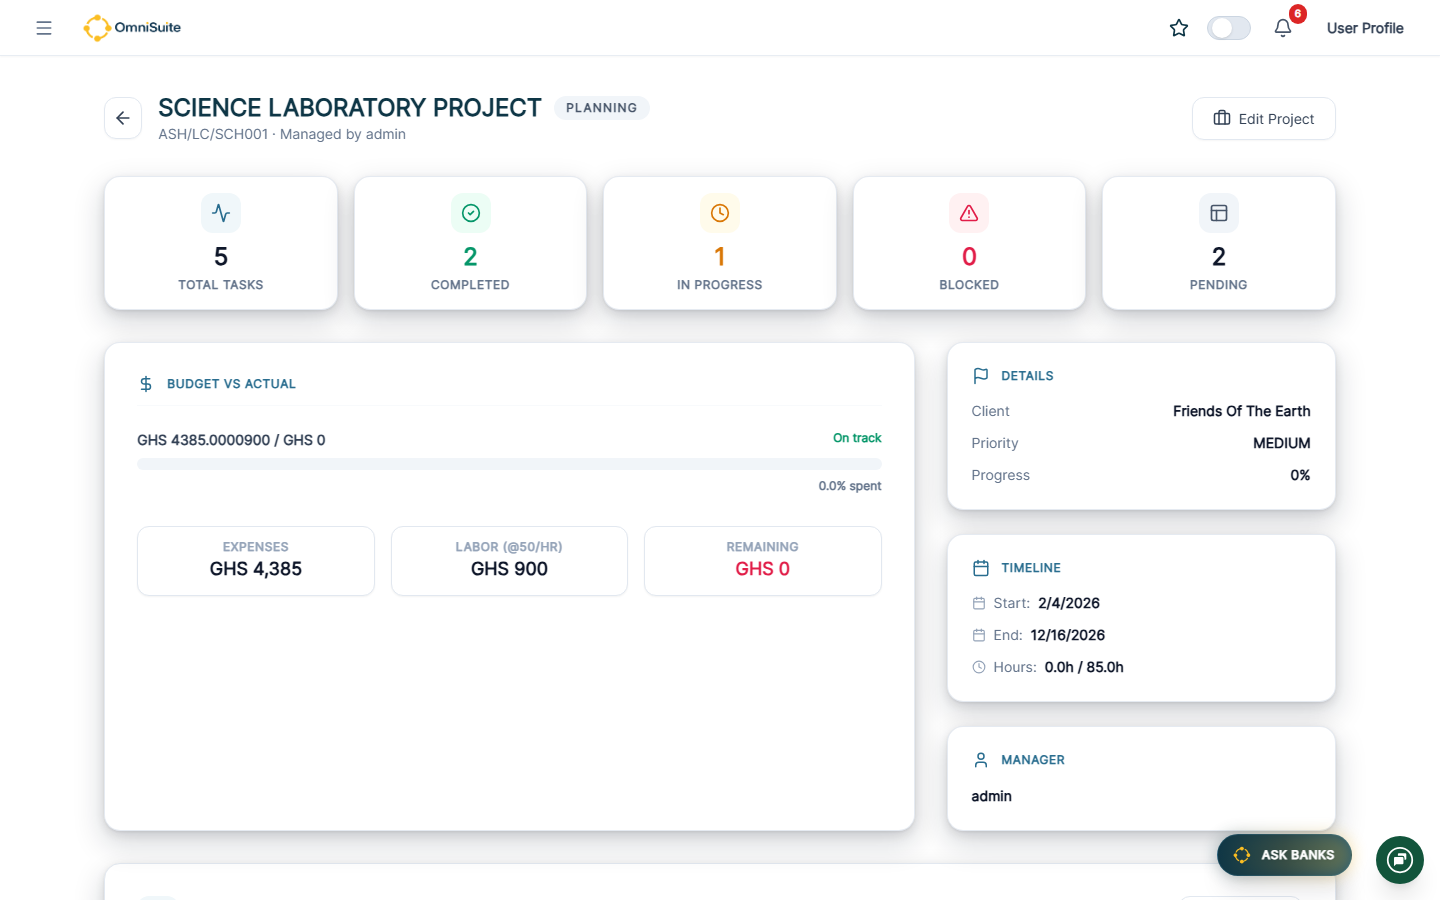 OmniSuite
6
User Profile
SCIENCE LABORATORY PROJECT
PLANNING
ASH/LC/SCH001 · Managed by admin
Edit Project
5
TOTAL TASKS
2
COMPLETED
1
IN PROGRESS
0
BLOCKED
2
PENDING
BUDGET VS ACTUAL
GHS 4385.0000900 / GHS 0
On track
0.0% spent
EXPENSES
GHS 4,385
LABOR (@50/HR)
GHS 900
REMAINING
GHS 0
DETAILS
Client Friends Of The Earth
Priority MEDIUM
Progress 0%
TIMELINE
Start: 2/4/2026
End: 12/16/2026
Hours: 0.0h / 85.0h
MANAGER
admin
ASK BANKS